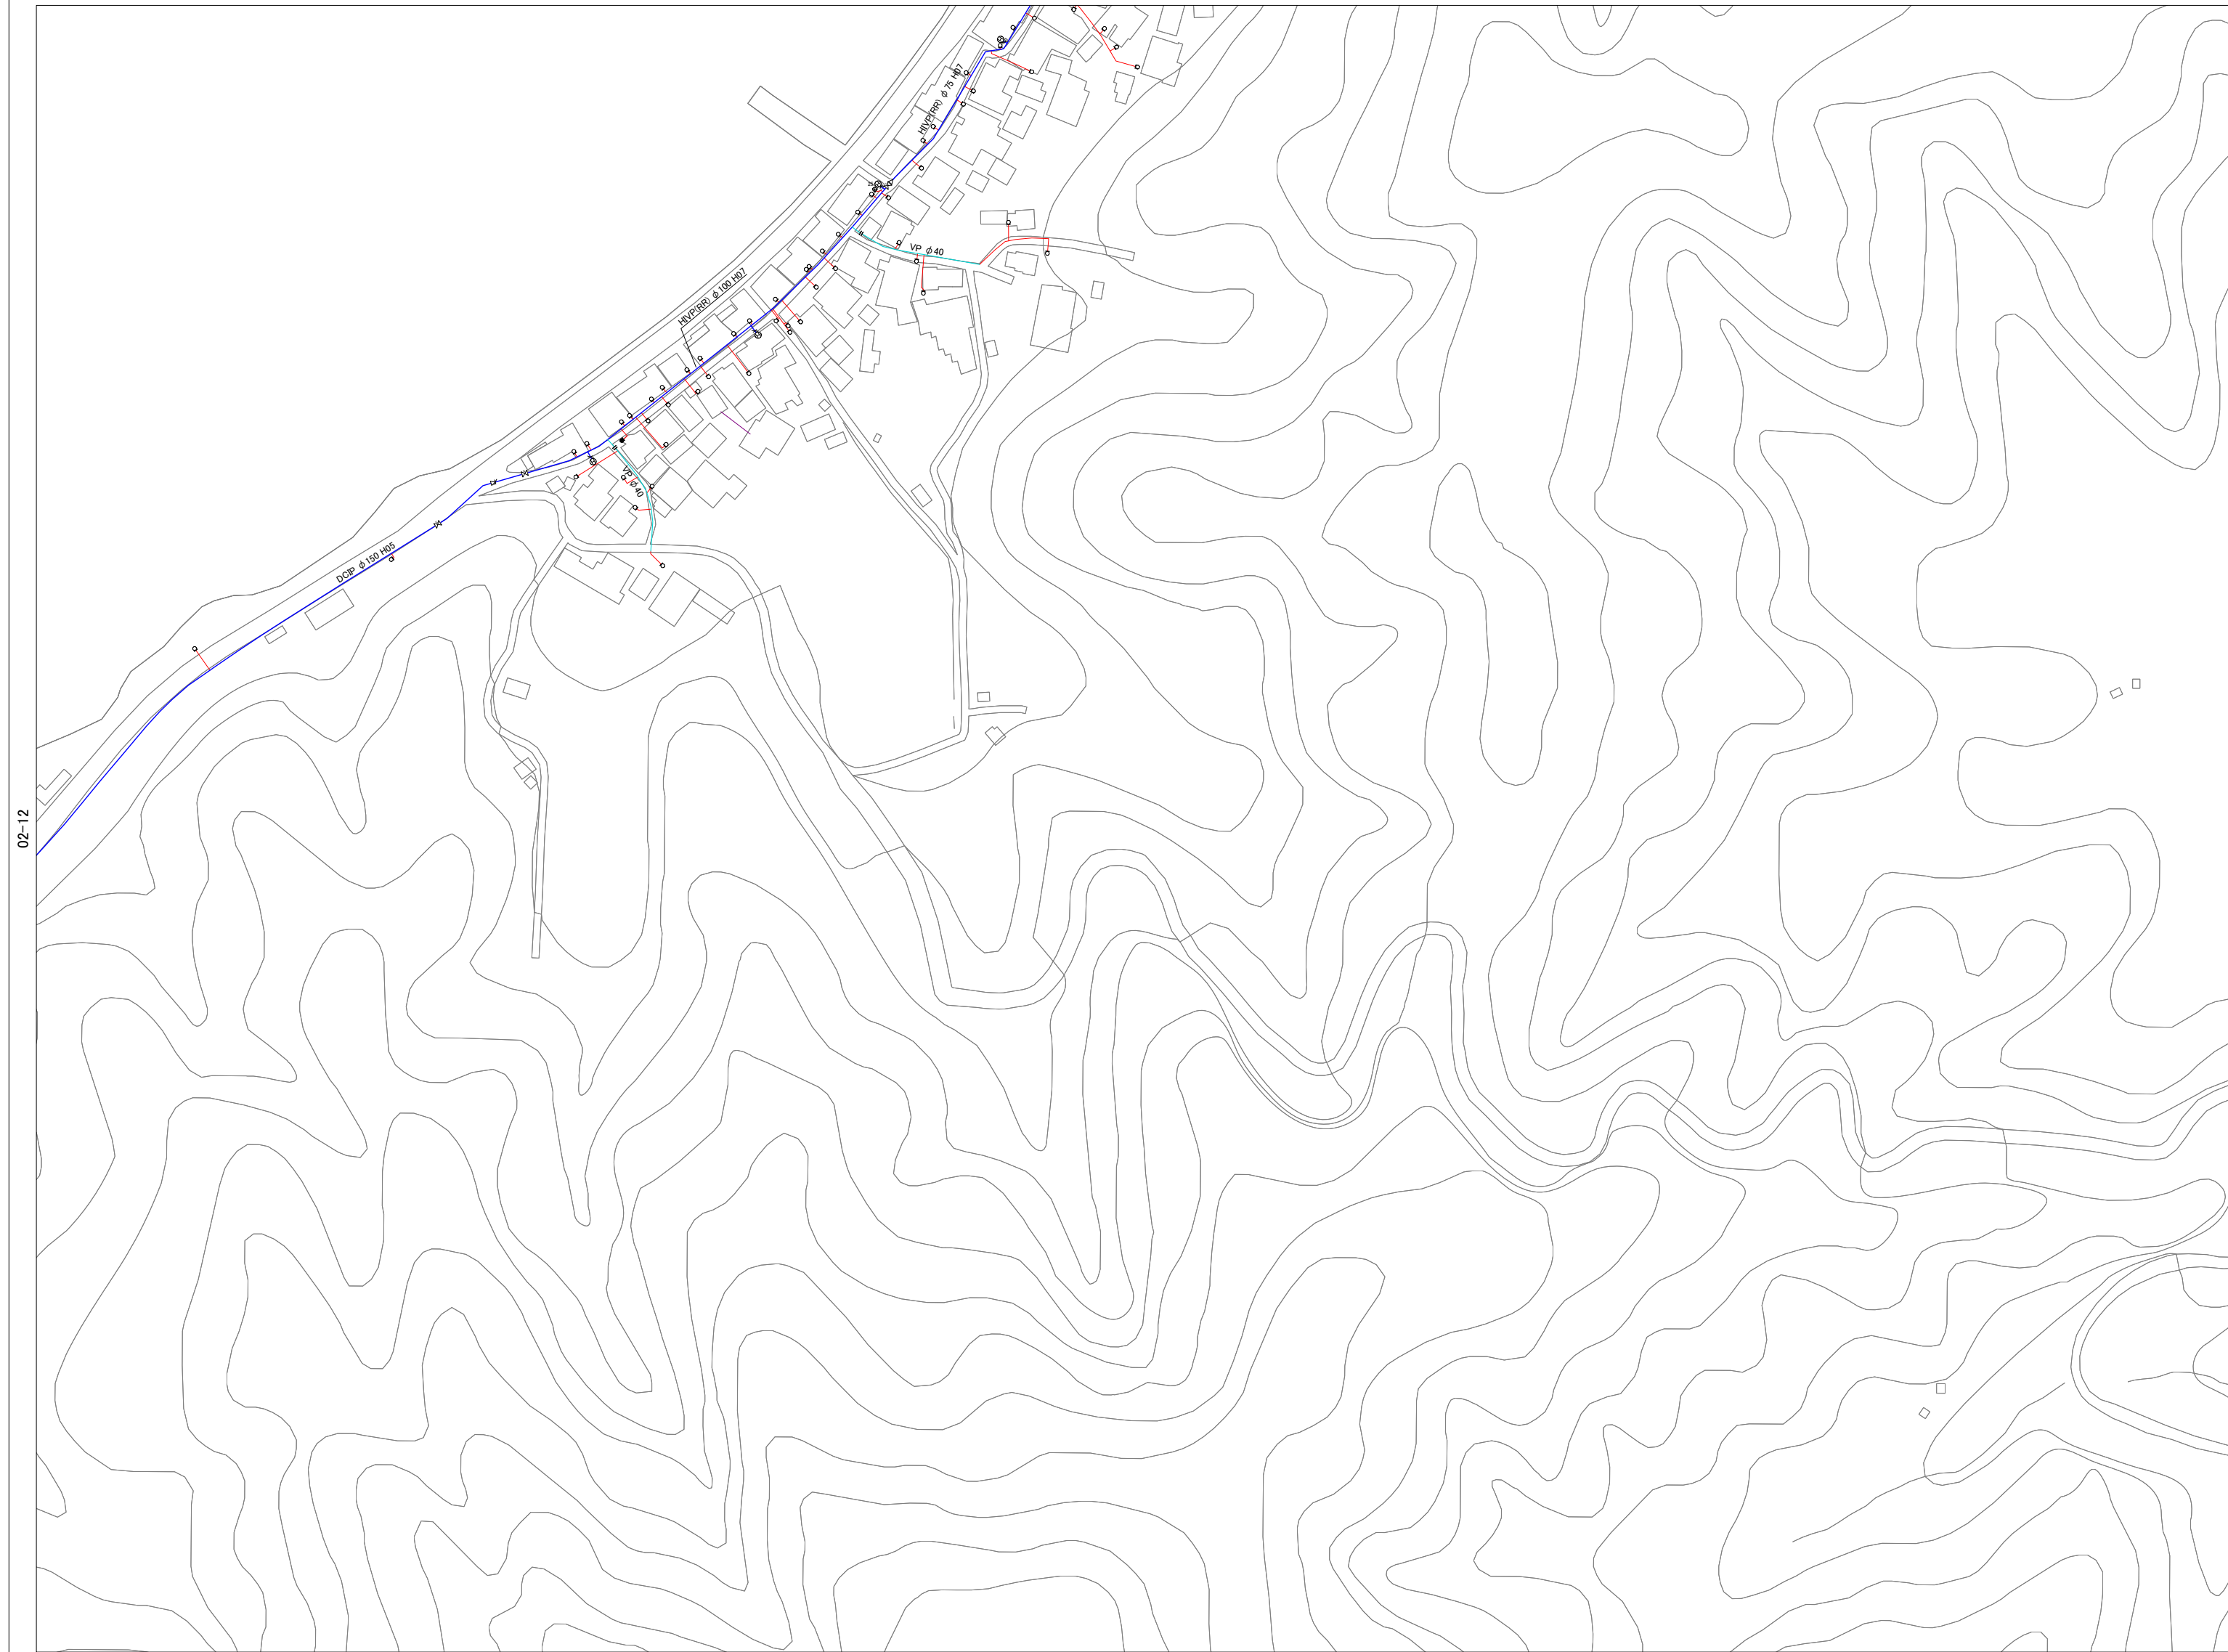 HIVP(RR) φ75 H07
VP φ40
HIVP(RR) φ100 H07
VP φ40
DCIP φ150 H05
02-12